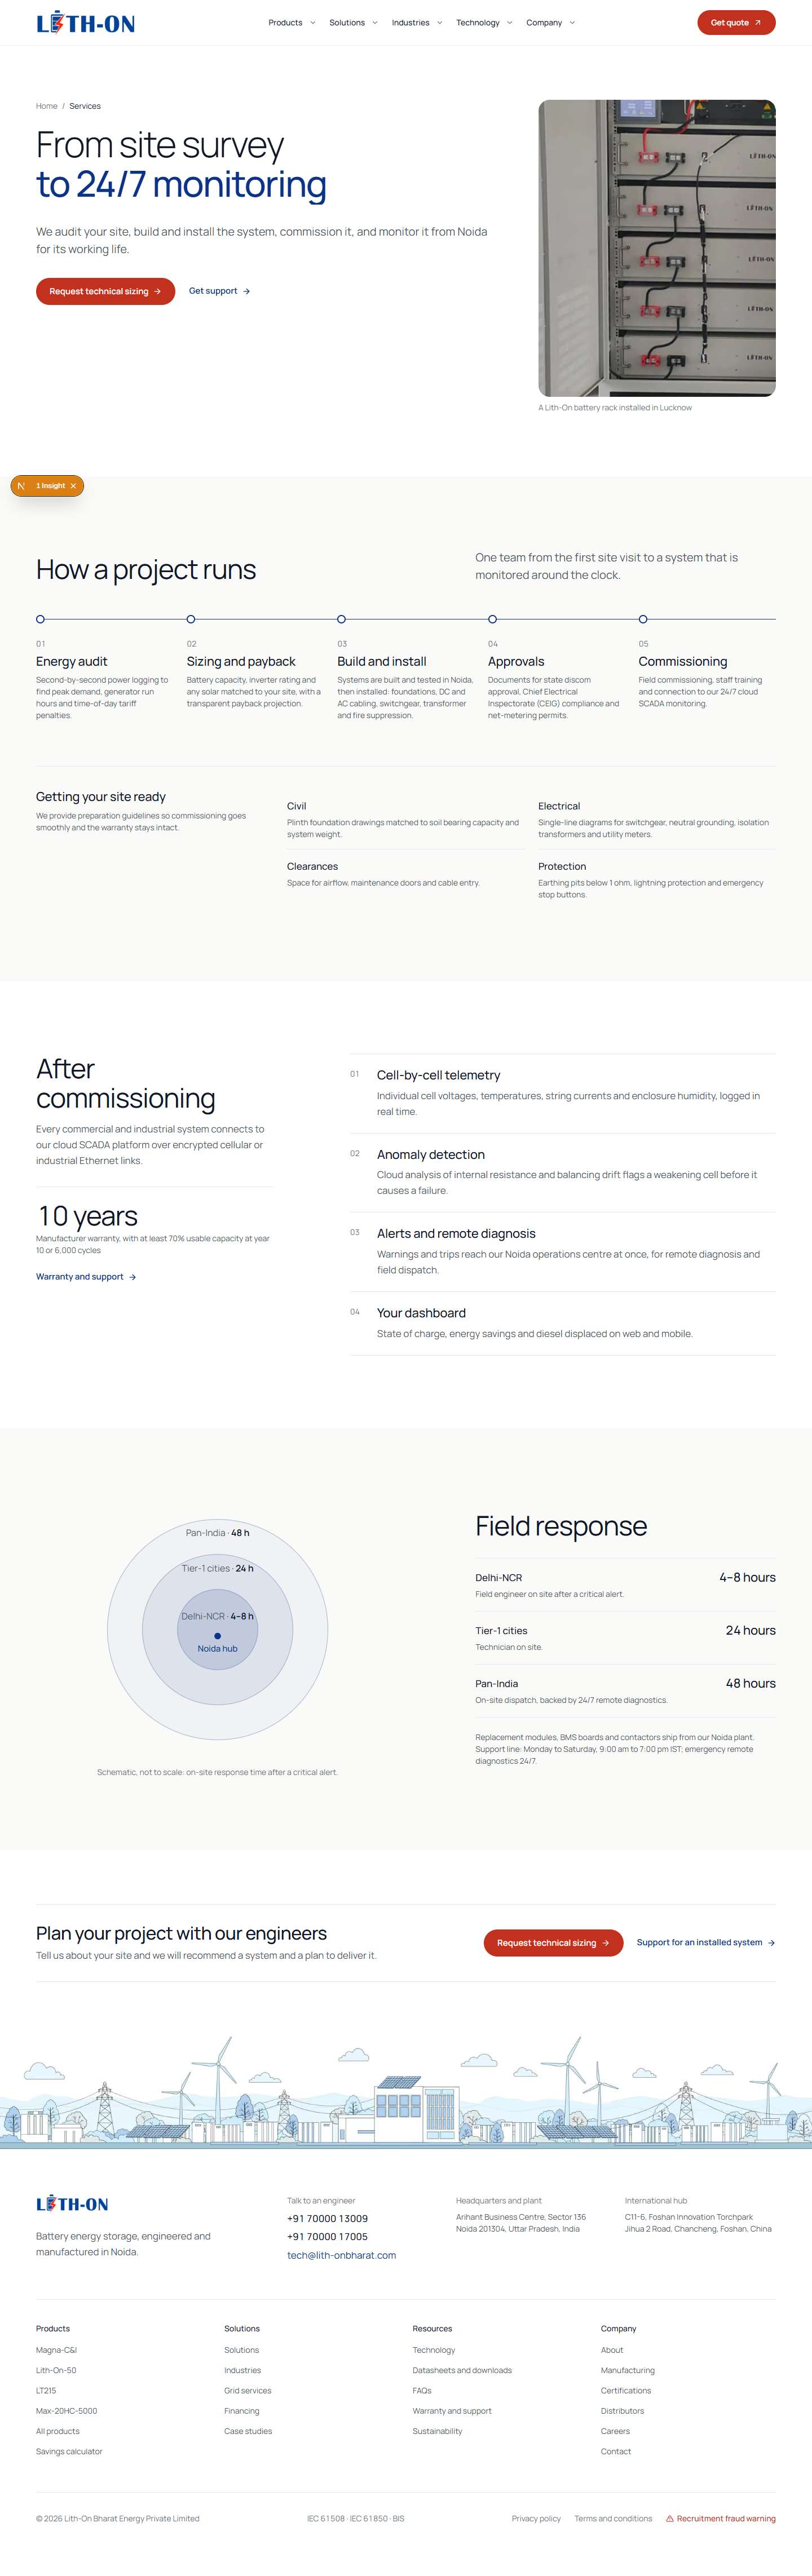 LITH-ON
Products
Solutions
Industries
Technology
Company
Get quote
Home / Services
From site survey
to 24/7 monitoring
We audit your site, build and install the system, commission it, and monitor it from Noida
for its working life.
Request technical sizing
Get support
LITH-ON
LITH-ON
LITH-ON
LITH-ON
LITH-ON
A Lith-On battery rack installed in Lucknow
N 1 Insight
How a project runs
One team from the first site visit to a system that is
monitored around the clock.
01
Energy audit
Second-by-second power logging to
find peak demand, generator run
hours and time-of-day tariff
penalties.
02
Sizing and payback
Battery capacity, inverter rating and
any solar matched to your site, with a
transparent payback projection.
03
Build and install
Systems are built and tested in Noida,
then installed: foundations, DC and
AC cabling, switchgear, transformer
and fire suppression.
04
Approvals
Documents for state discom
approval, Chief Electrical
Inspectorate (CEIG) compliance and
net-metering permits.
05
Commissioning
Field commissioning, staff training
and connection to our 24/7 cloud
SCADA monitoring.
Getting your site ready
We provide preparation guidelines so commissioning goes
smoothly and the warranty stays intact.
Civil
Plinth foundation drawings matched to soil bearing capacity and
system weight.
Electrical
Single-line diagrams for switchgear, neutral grounding, isolation
transformers and utility meters.
Clearances
Space for airflow, maintenance doors and cable entry.
Protection
Earthing pits below 1 ohm, lightning protection and emergency
stop buttons.
After
commissioning
Every commercial and industrial system connects to
our cloud SCADA platform over encrypted cellular or
industrial Ethernet links.
10 years
Manufacturer warranty, with at least 70% usable capacity at year
10 or 6,000 cycles
Warranty and support
01
Cell-by-cell telemetry
Individual cell voltages, temperatures, string currents and enclosure humidity, logged in
real time.
02
Anomaly detection
Cloud analysis of internal resistance and balancing drift flags a weakening cell before it
causes a failure.
03
Alerts and remote diagnosis
Warnings and trips reach our Noida operations centre at once, for remote diagnosis and
field dispatch.
04
Your dashboard
State of charge, energy savings and diesel displaced on web and mobile.
Pan-India · 48 h
Tier-1 cities · 24 h
Delhi-NCR · 4–8 h
Noida hub
Schematic, not to scale: on-site response time after a critical alert.
Field response
Delhi-NCR
4–8 hours
Field engineer on site after a critical alert.
Tier-1 cities
24 hours
Technician on site.
Pan-India
48 hours
On-site dispatch, backed by 24/7 remote diagnostics.
Replacement modules, BMS boards and contactors ship from our Noida plant.
Support line: Monday to Saturday, 9:00 am to 7:00 pm IST; emergency remote
diagnostics 24/7.
Plan your project with our engineers
Tell us about your site and we will recommend a system and a plan to deliver it.
Request technical sizing
Support for an installed system
LITH-ON
Battery energy storage, engineered and
manufactured in Noida.
Talk to an engineer
+91 70000 13009
+91 70000 17005
tech@lith-onbharat.com
Headquarters and plant
Arihant Business Centre, Sector 136
Noida 201304, Uttar Pradesh, India
International hub
C11-6, Foshan Innovation Torchpark
Jihua 2 Road, Chancheng, Foshan, China
Products
Magna-C&I
Lith-On-50
LT215
Max-20HC-5000
All products
Savings calculator
Solutions
Solutions
Industries
Grid services
Financing
Case studies
Resources
Technology
Datasheets and downloads
FAQs
Warranty and support
Sustainability
Company
About
Manufacturing
Certifications
Distributors
Careers
Contact
© 2026 Lith-On Bharat Energy Private Limited
IEC 61508 · IEC 61850 · BIS
Privacy policy
Terms and conditions
Recruitment fraud warning